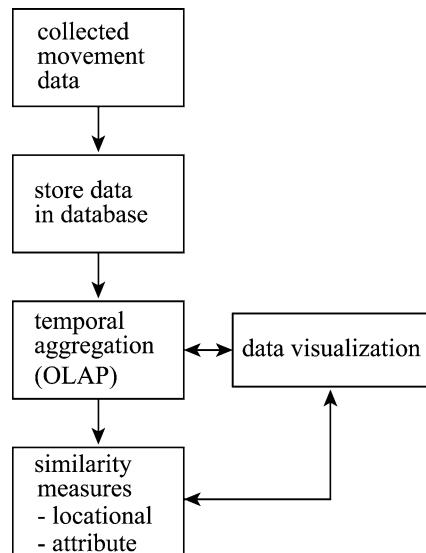 collected
movement
data
store data
in database
temporal
aggregation
(OLAP)
data visualization
similarity
measures
- locational
- attribute